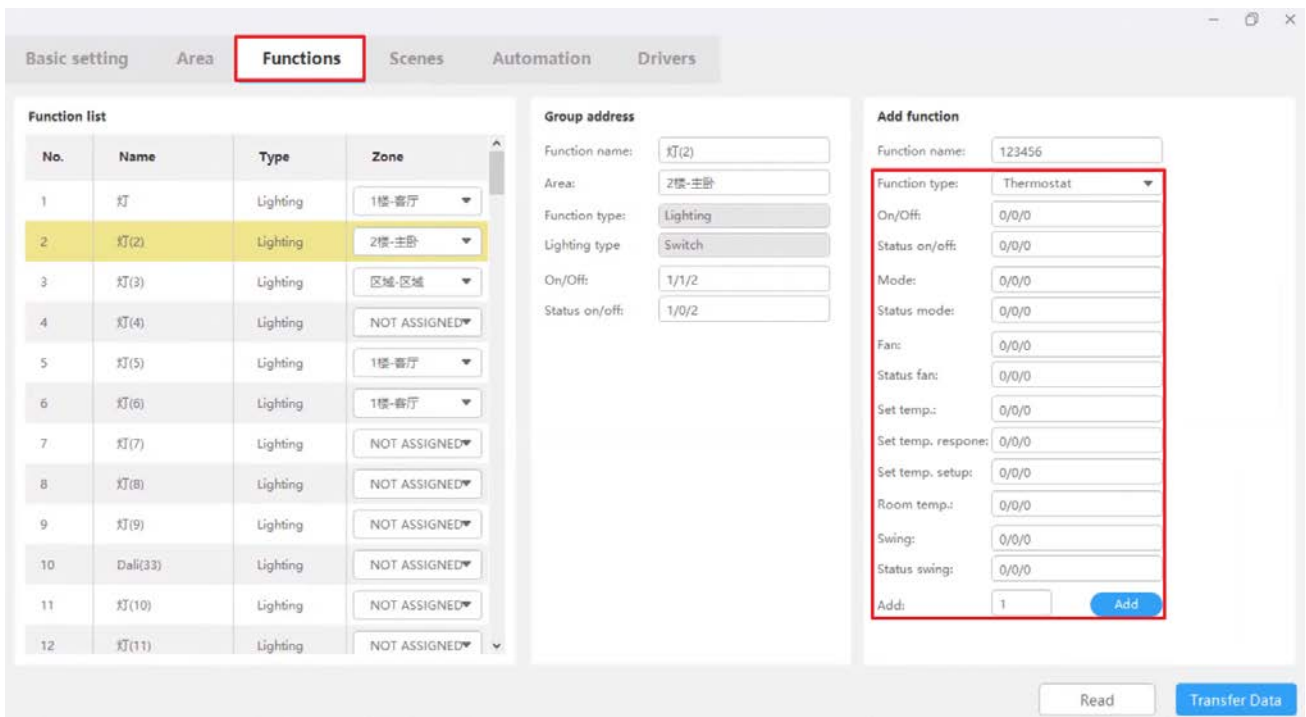 Basic setting Area Functions Scenes Automation Drivers
Function list
No. Name Type Zone
1 灯 Lighting 1楼-客厅
2 灯(2) Lighting 2楼-主卧
3 灯(3) Lighting 区域-区域
4 灯(4) Lighting NOT ASSIGNED
5 灯(5) Lighting 1楼-客厅
6 灯(6) Lighting 1楼-客厅
7 灯(7) Lighting NOT ASSIGNED
8 灯(8) Lighting NOT ASSIGNED
9 灯(9) Lighting NOT ASSIGNED
10 Dali(33) Lighting NOT ASSIGNED
11 灯(10) Lighting NOT ASSIGNED
12 灯(11) Lighting NOT ASSIGNED
Group address
Function name: 灯(2)
Area: 2楼-主卧
Function type: Lighting
Lighting type Switch
On/Off: 1/1/2
Status on/off: 1/0/2
Add function
Function name: 123456
Function type: Thermostat
On/Off: 0/0/0
Status on/off: 0/0/0
Mode: 0/0/0
Status mode: 0/0/0
Fan: 0/0/0
Status fan: 0/0/0
Set temp.: 0/0/0
Set temp. respone: 0/0/0
Set temp. setup: 0/0/0
Room temp.: 0/0/0
Swing: 0/0/0
Status swing: 0/0/0
Add: 1 Add
Read Transfer Data